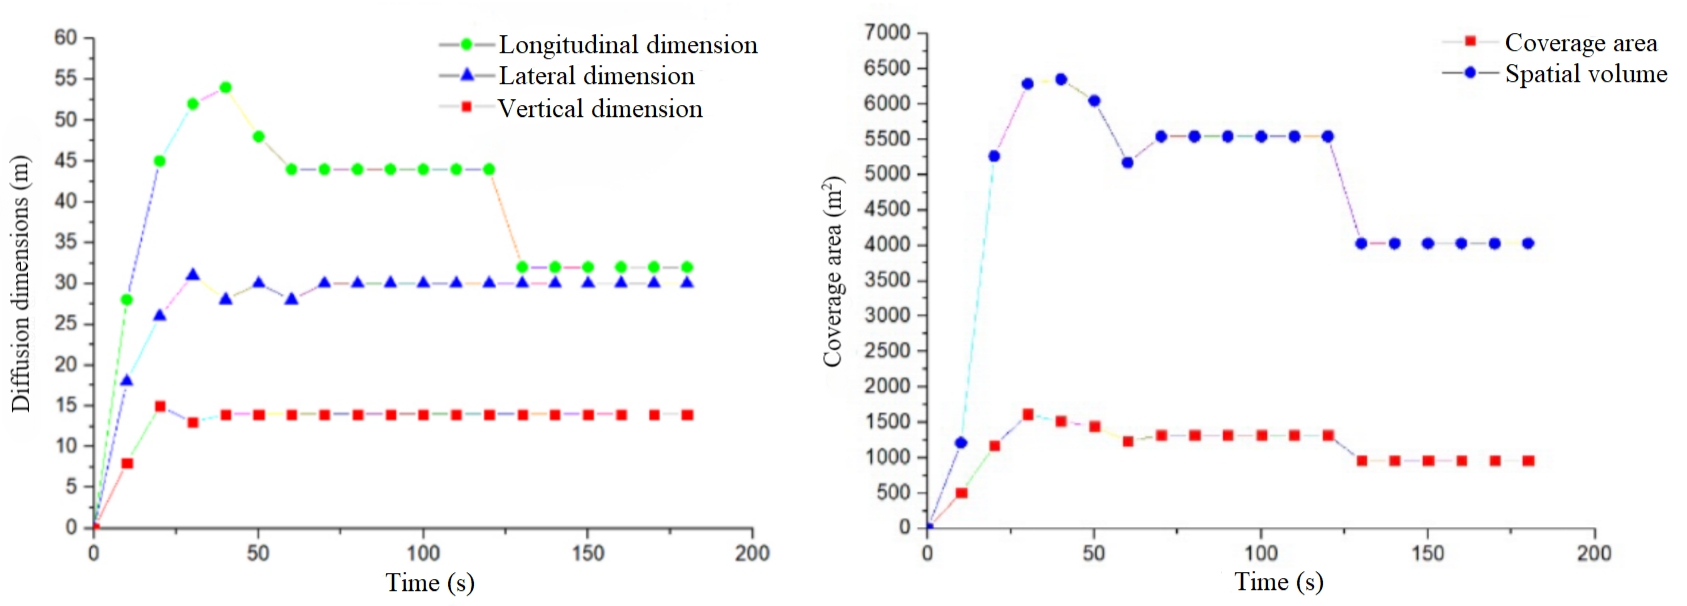 60
55
50
45
40
35
30
25
20
15
10
5
0
Diffusion dimensions (m)
Longitudinal dimension
Lateral dimension
Vertical dimension
0 50 100 150 200
Time (s)
7000
6500
6000
5500
5000
4500
4000
3500
3000
2500
2000
1500
1000
500
0
Coverage area (m²)
Coverage area
Spatial volume
0 50 100 150 200
Time (s)